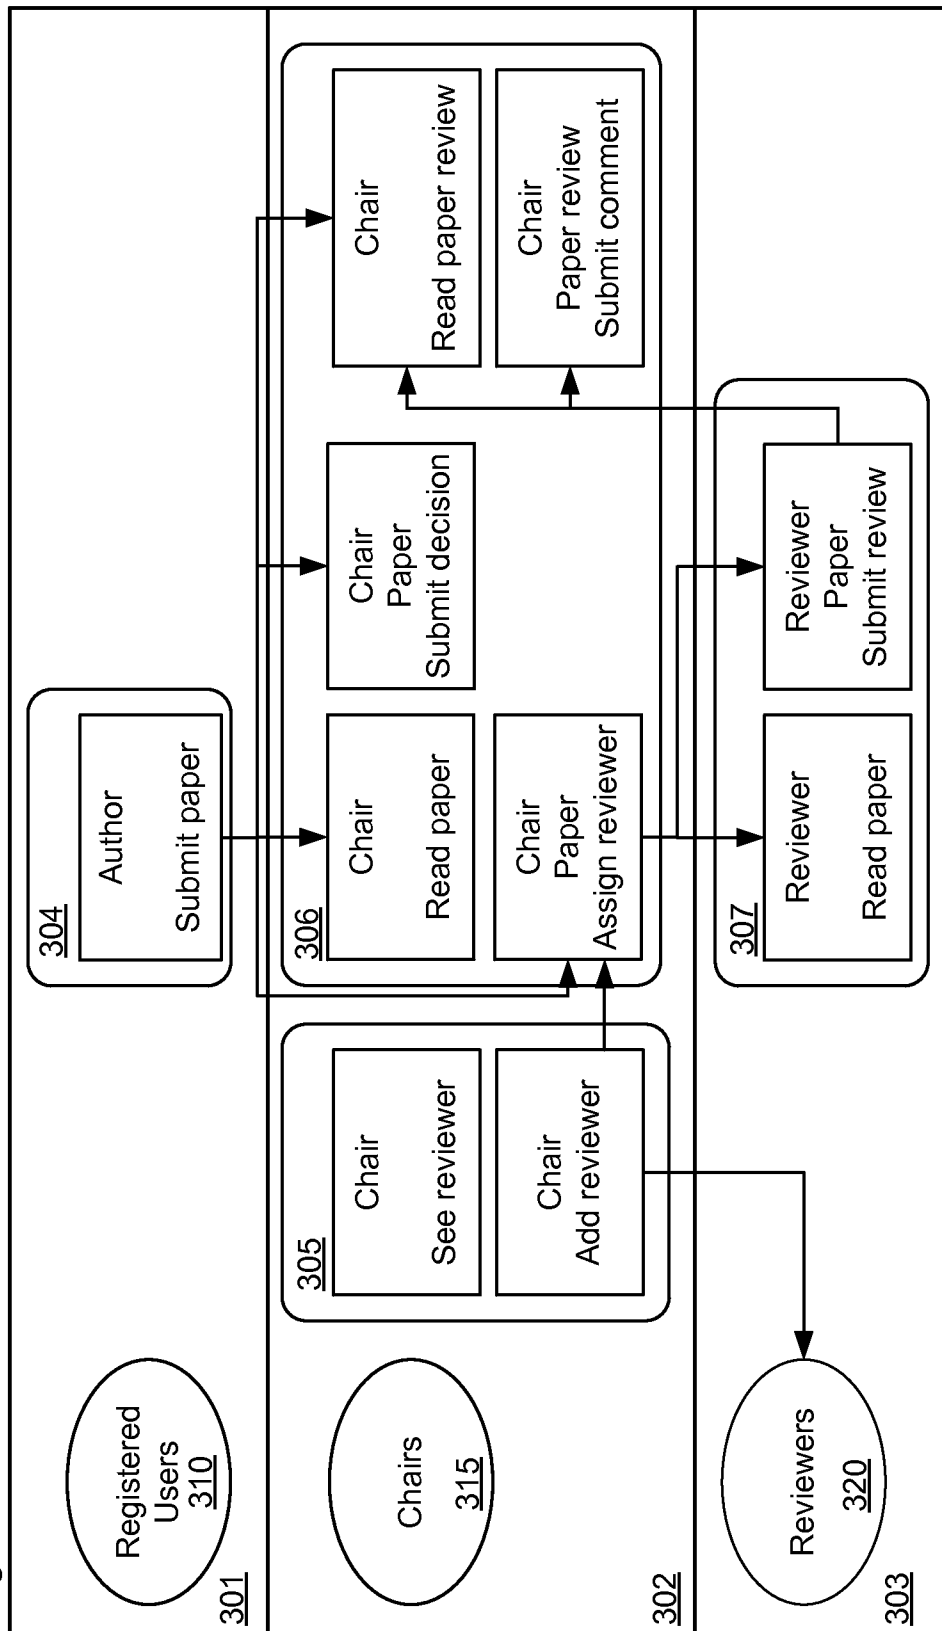 Registered
Users
310
301
304
Author
Submit paper
Chairs
315
302
305
Chair
See reviewer
Chair
Add reviewer
306
Chair
Read paper
Chair
Paper
Assign reviewer
Chair
Paper
Submit decision
Chair
Read paper review
Chair
Paper review
Submit comment
Reviewers
320
303
307
Reviewer
Read paper
Reviewer
Paper
Submit review